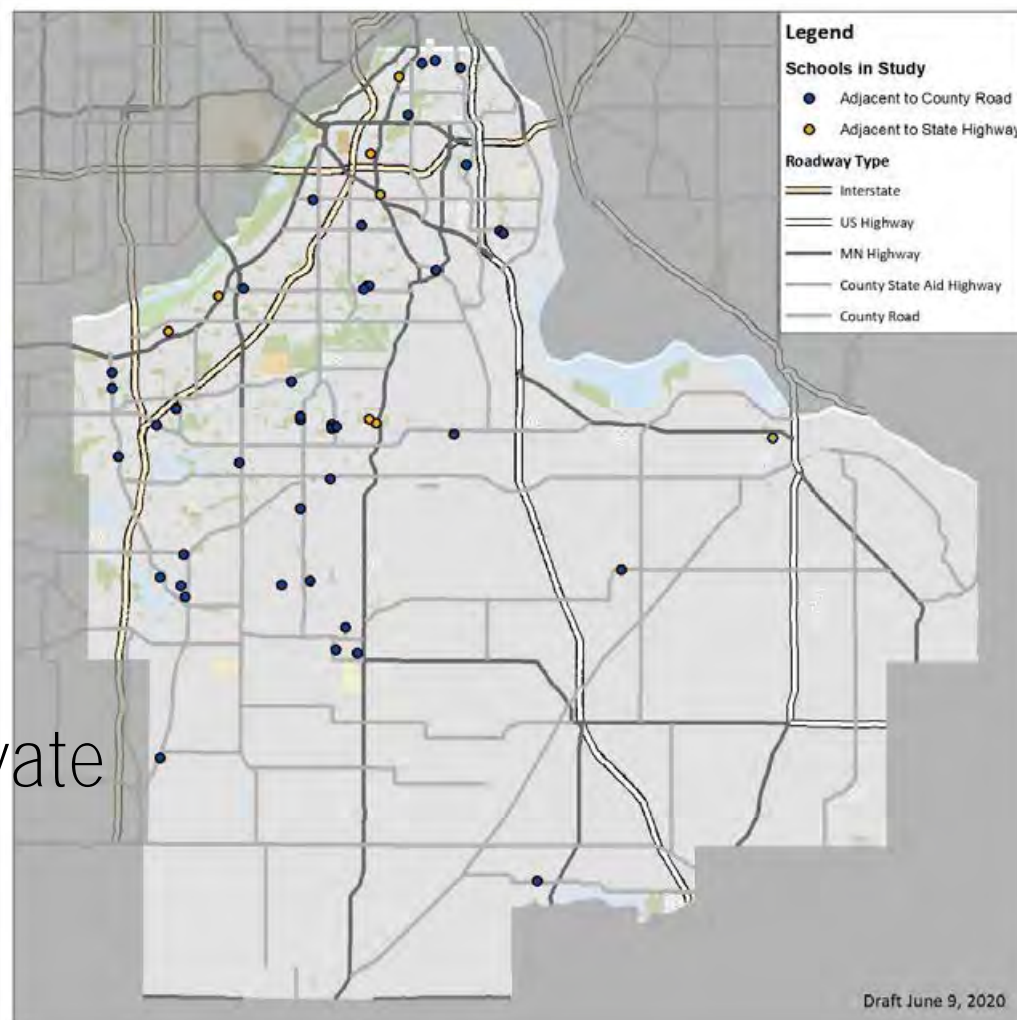 Legend
Schools in Study
Adjacent to County Road
Adjacent to State Highway
Roadway Type
Interstate
US Highway
MN Highway
County State Aid Highway
County Road
vate
Draft June 9, 2020